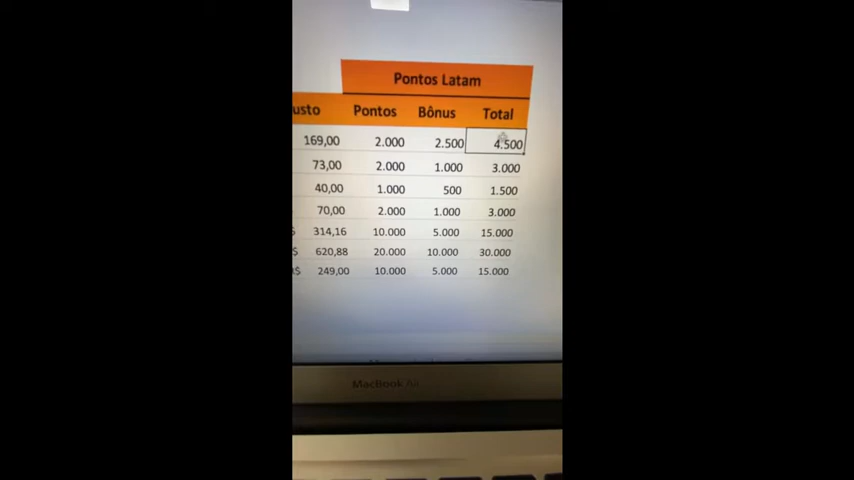 Pontos Latam
usto Pontos Bônus Total
169,00 2.000 2.500 4.500
73,00 2.000 1.000 3.000
40,00 1.000 500 1.500
70,00 2.000 1.000 3.000
$ 314,16 10.000 5.000 15.000
$ 620,88 20.000 10.000 30.000
$ 249,00 10.000 5.000 15.000
MacBook Air